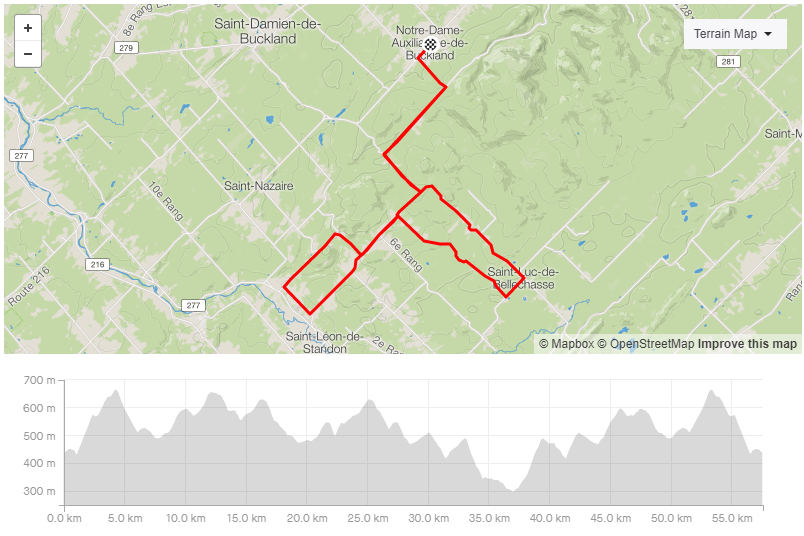 8e Rang
Saint-Damien-de-
Buckland
279
Notre-Dame-
Auxiliatrice-de-
Buckland
281
+
−
Terrain Map
277
Saint-M
Saint-Nazaire
10e Rang
6e Rang
216
Route 216
277
Saint-Luc-de-
Bellechasse
Rang
Saint-Léon-de-
Standon
2e Ra
© Mapbox © OpenStreetMap Improve this map
700 m
600 m
500 m
400 m
300 m
0.0 km 5.0 km 10.0 km 15.0 km 20.0 km 25.0 km 30.0 km 35.0 km 40.0 km 45.0 km 50.0 km 55.0 km